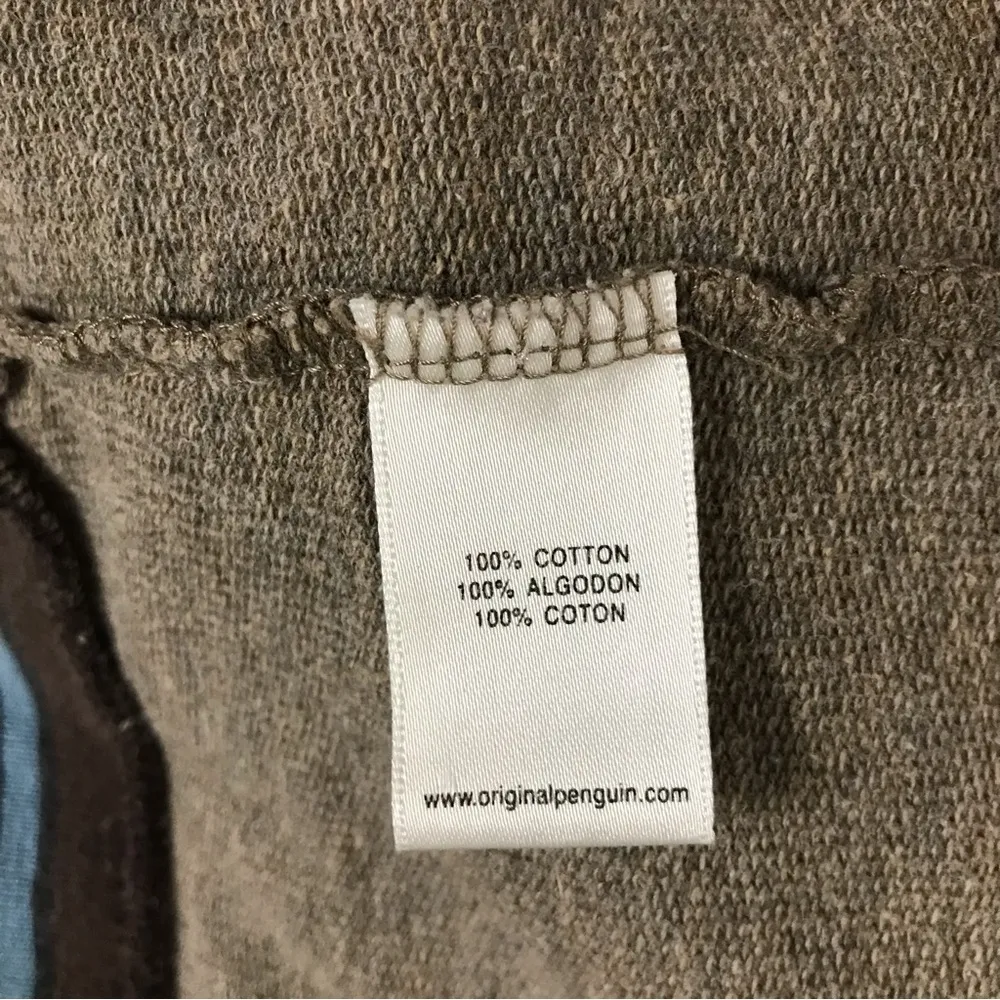 100% COTTON
100% ALGODON
100% COTON
www.originalpenguin.com